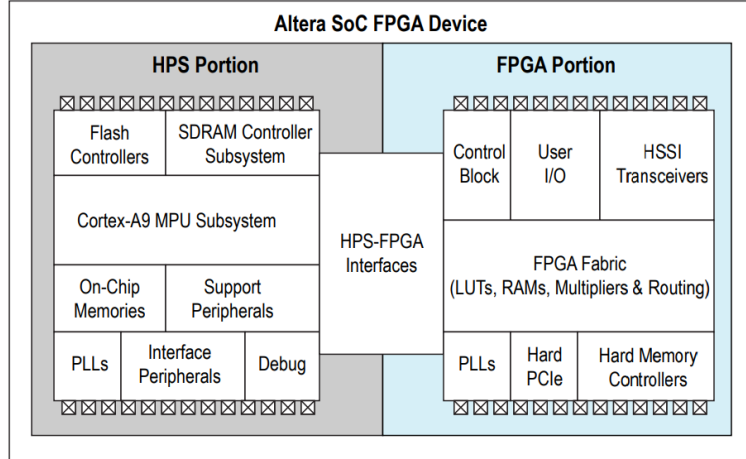 Altera SoC FPGA Device
HPS Portion
FPGA Portion
Flash
Controllers
SDRAM Controller
Subsystem
Cortex-A9 MPU Subsystem
On-Chip
Memories
Support
Peripherals
PLLs
Interface
Peripherals
Debug
HPS-FPGA
Interfaces
Control
Block
User
I/O
HSSI
Transceivers
FPGA Fabric
(LUTs, RAMs, Multipliers & Routing)
PLLs
Hard
PCIe
Hard Memory
Controllers